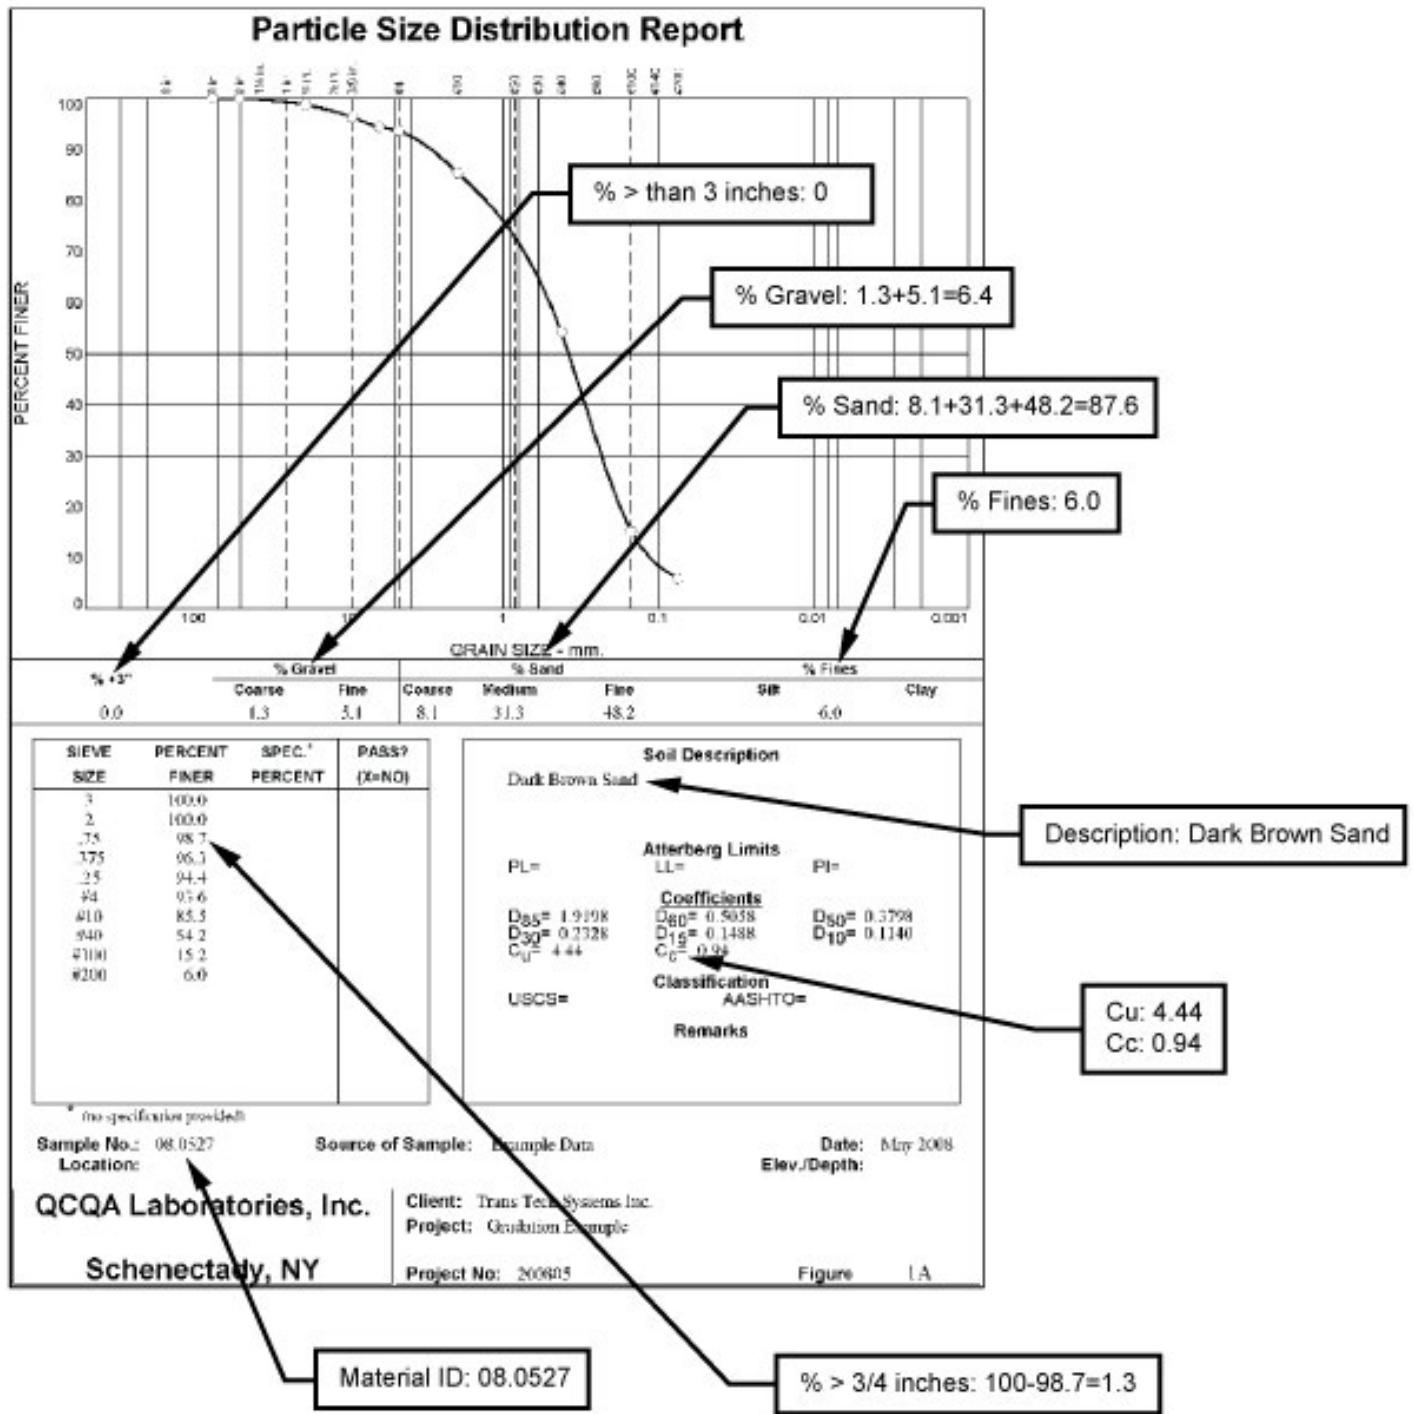 Particle Size Distribution Report
100
90
80
70
60
50
40
30
20
10
0
PERCENT FINER
100
10
1
0.1
0.01
0.001
GRAIN SIZE - mm.
% > than 3 inches: 0
% Gravel: 1.3+5.1=6.4
% Sand: 8.1+31.3+48.2=87.6
% Fines: 6.0
% +3" % Gravel % Sand % Fines
Coarse Fine Coarse Medium Fine Silt Clay
0.0 1.3 5.1 8.1 31.3 48.2 6.0
SIEVE PERCENT SPEC.* PASS?
SIZE FINER PERCENT (X=NO)
3 100.0
2 100.0
.75 98.7
.375 96.3
.25 94.4
#4 93.6
#10 85.5
#40 54.2
#100 15.2
#200 6.0
* (no specification provided)
Soil Description
Dark Brown Sand
Atterberg Limits
PL= LL= PI=
Coefficients
D85= 1.9198 D60= 0.5058 D50= 0.3798
D30= 0.2328 D15= 0.1488 D10= 0.1140
Cu= 4.44 Cc= 0.94
Classification
USCS= AASHTO=
Remarks
Description: Dark Brown Sand
Cu: 4.44
Cc: 0.94
Sample No.: 08.0527 Source of Sample: Example Data Date: May 2008
Location: Elev./Depth:
QCQA Laboratories, Inc.
Schenectady, NY
Client: Trans Tech Systems Inc.
Project: Gradation Example
Project No: 200805 Figure 1A
Material ID: 08.0527
% > 3/4 inches: 100-98.7=1.3